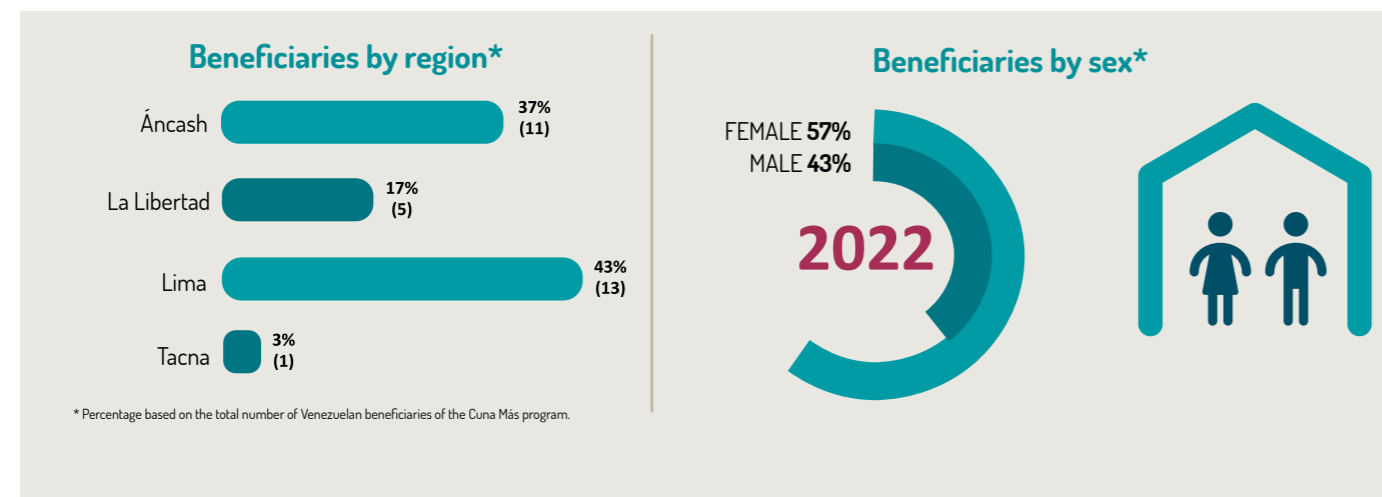 Beneficiaries by region*
Áncash
37%
(11)
La Libertad
17%
(5)
Lima
43%
(13)
Tacna
3%
(1)
* Percentage based on the total number of Venezuelan beneficiaries of the Cuna Más program.
Beneficiaries by sex*
FEMALE 57%
MALE 43%
2022